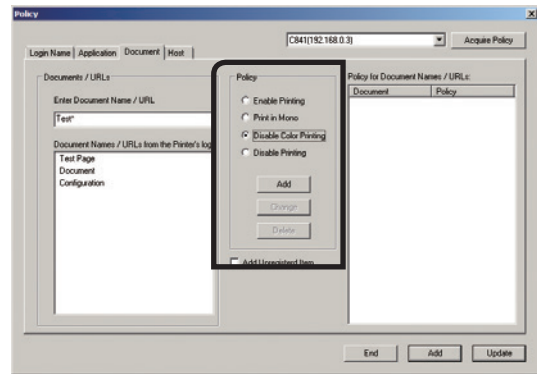 Policy
C841(192.168.0.3)
Acquire Policy
Login Name
Application
Document
Host
Documents / URLs
Enter Document Name / URL
Test*
Document Names / URLs from the Printer's log
Test Page
Document
Configuration
Policy
Enable Printing
Print in Mono
Disable Color Printing
Disable Printing
Add
Change
Delete
Add Unregisterd Item
Policy for Document Names / URLs:
Document
Policy
End
Add
Update